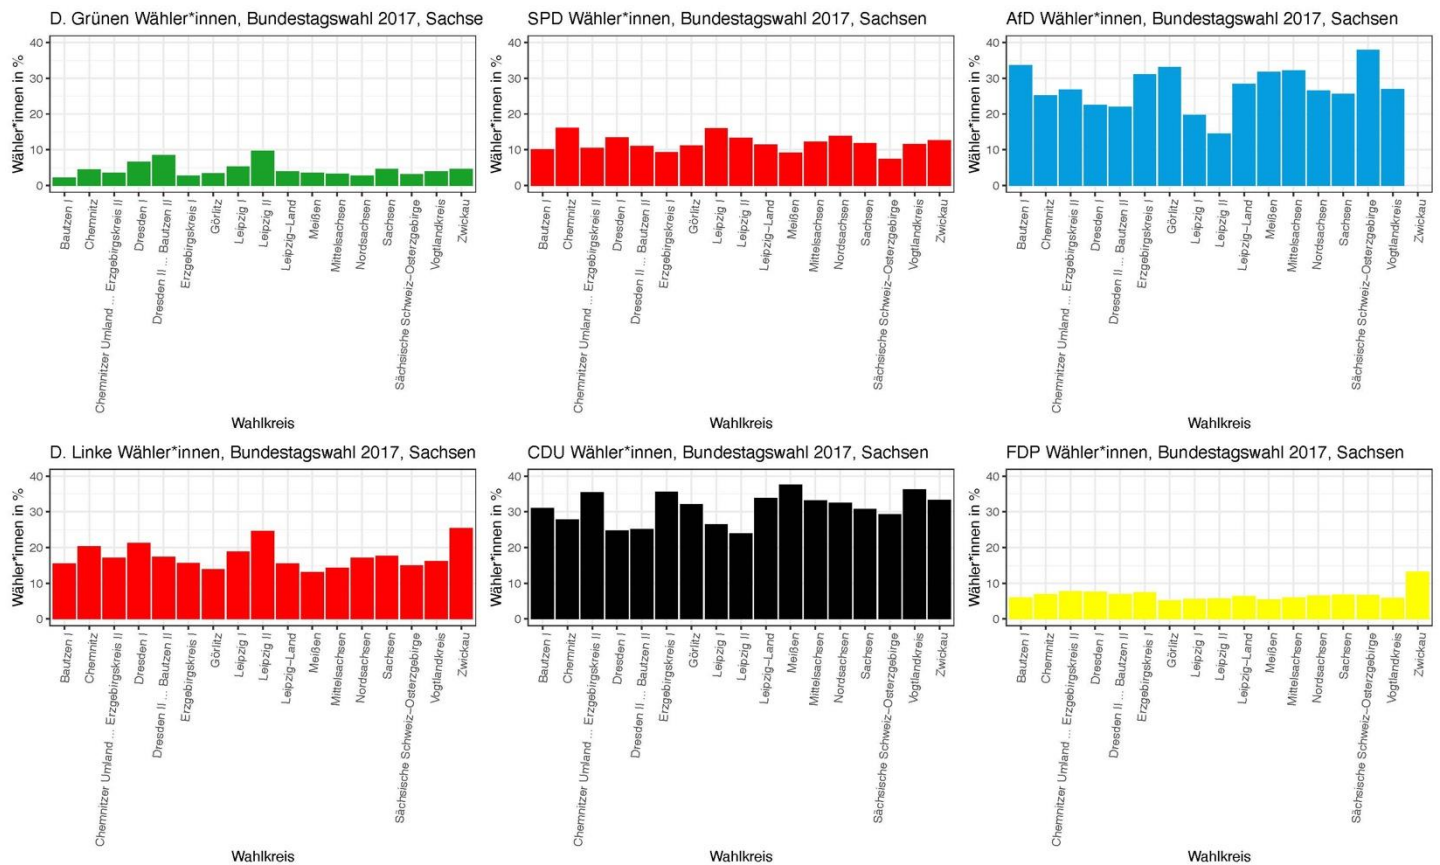 D. Grünen Wähler*innen, Bundestagswahl 2017, Sachse
Wähler*innen in %
40
30
20
10
0
Bautzen I
Chemnitz
Chemnitzer Umland ... Erzgebirgskreis II
Dresden I
Dresden II ... Bautzen II
Erzgebirgskreis I
Görlitz
Leipzig I
Leipzig II
Leipzig-Land
Meißen
Mittelsachsen
Nordsachsen
Sachsen
Sächsische Schweiz-Osterzgebirge
Vogtlandkreis
Zwickau
Wahlkreis
SPD Wähler*innen, Bundestagswahl 2017, Sachsen
Wähler*innen in %
40
30
20
10
0
Bautzen I
Chemnitz
Chemnitzer Umland ... Erzgebirgskreis II
Dresden I
Dresden II ... Bautzen II
Erzgebirgskreis I
Görlitz
Leipzig I
Leipzig II
Leipzig-Land
Meißen
Mittelsachsen
Nordsachsen
Sachsen
Sächsische Schweiz-Osterzgebirge
Vogtlandkreis
Zwickau
Wahlkreis
AfD Wähler*innen, Bundestagswahl 2017, Sachsen
Wähler*innen in %
40
30
20
10
0
Bautzen I
Chemnitz
Chemnitzer Umland ... Erzgebirgskreis II
Dresden I
Dresden II ... Bautzen II
Erzgebirgskreis I
Görlitz
Leipzig I
Leipzig II
Leipzig-Land
Meißen
Mittelsachsen
Nordsachsen
Sachsen
Sächsische Schweiz-Osterzgebirge
Vogtlandkreis
Zwickau
Wahlkreis
D. Linke Wähler*innen, Bundestagswahl 2017, Sachsen
Wähler*innen in %
40
30
20
10
0
Bautzen I
Chemnitz
Chemnitzer Umland ... Erzgebirgskreis II
Dresden I
Dresden II ... Bautzen II
Erzgebirgskreis I
Görlitz
Leipzig I
Leipzig II
Leipzig-Land
Meißen
Mittelsachsen
Nordsachsen
Sachsen
Sächsische Schweiz-Osterzgebirge
Vogtlandkreis
Zwickau
Wahlkreis
CDU Wähler*innen, Bundestagswahl 2017, Sachsen
Wähler*innen in %
40
30
20
10
0
Bautzen I
Chemnitz
Chemnitzer Umland ... Erzgebirgskreis II
Dresden I
Dresden II ... Bautzen II
Erzgebirgskreis I
Görlitz
Leipzig I
Leipzig II
Leipzig-Land
Meißen
Mittelsachsen
Nordsachsen
Sachsen
Sächsische Schweiz-Osterzgebirge
Vogtlandkreis
Zwickau
Wahlkreis
FDP Wähler*innen, Bundestagswahl 2017, Sachsen
Wähler*innen in %
40
30
20
10
0
Bautzen I
Chemnitz
Chemnitzer Umland ... Erzgebirgskreis II
Dresden I
Dresden II ... Bautzen II
Erzgebirgskreis I
Görlitz
Leipzig I
Leipzig II
Leipzig-Land
Meißen
Mittelsachsen
Nordsachsen
Sachsen
Sächsische Schweiz-Osterzgebirge
Vogtlandkreis
Zwickau
Wahlkreis